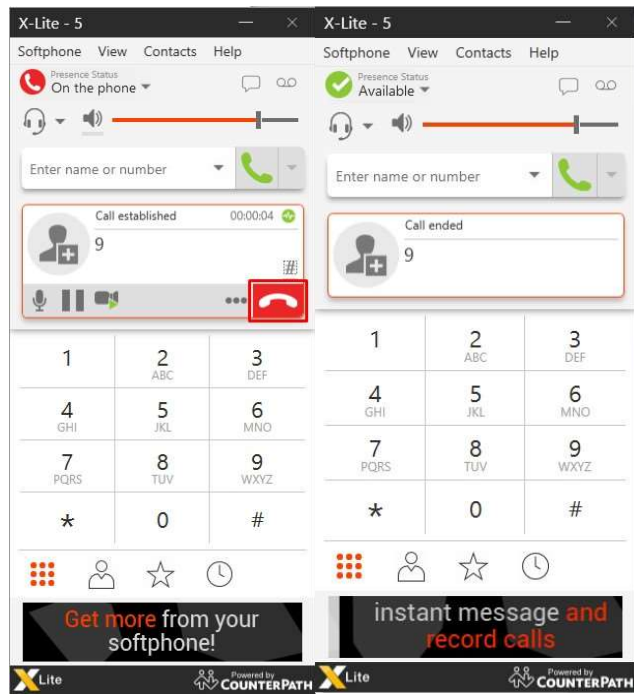 X-Lite - 5
Softphone View Contacts Help
Presence Status
On the phone
Enter name or number
Call established 00:00:04
9
#
1 2 3
ABC DEF
4 5 6
GHI JKL MNO
7 8 9
PQRS TUV WXYZ
* 0 #
Get more from your
softphone!
X Lite Powered by
COUNTERPATH
X-Lite - 5
Softphone View Contacts Help
Presence Status
Available
Enter name or number
Call ended
9
1 2 3
ABC DEF
4 5 6
GHI JKL MNO
7 8 9
PQRS TUV WXYZ
* 0 #
instant message and
record calls
X Lite Powered by
COUNTERPATH